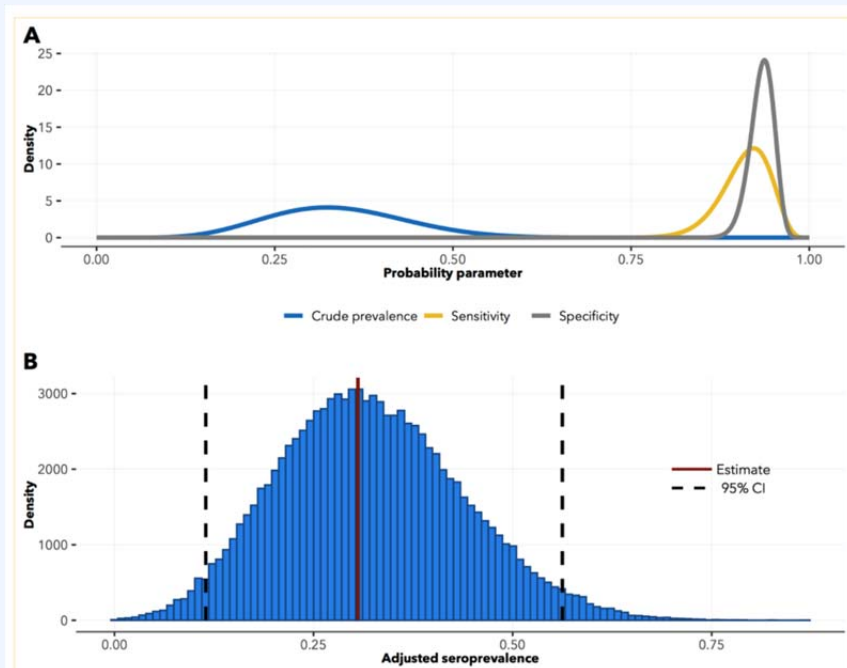 A
25
20
15
10
5
0
Density
0.00 0.25 0.50 0.75 1.00
Probability parameter
Crude prevalence Sensitivity Specificity
B
3000
2000
1000
0
Density
Estimate
95% CI
0.00 0.25 0.50 0.75
Adjusted seroprevalence